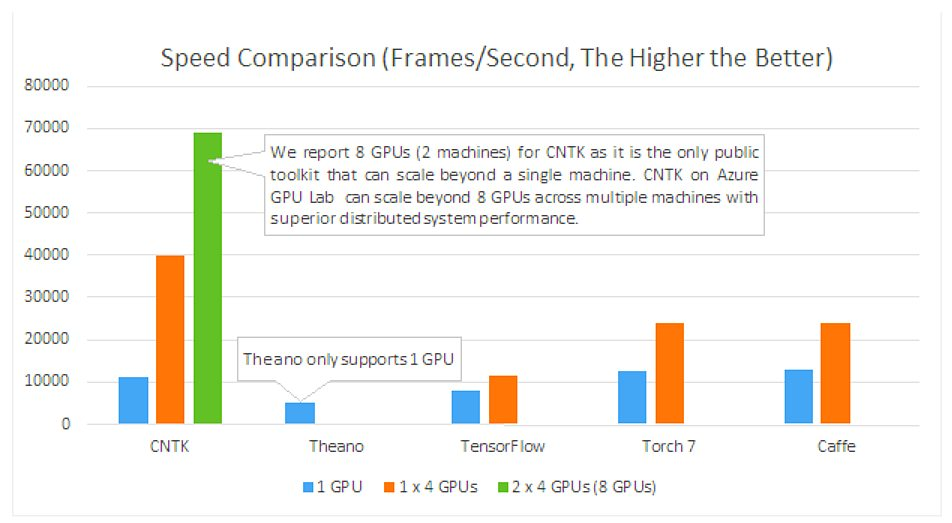 Speed Comparison (Frames/Second, The Higher the Better)
80000
70000
60000
50000
40000
30000
20000
10000
0
We report 8 GPUs (2 machines) for CNTK as it is the only public
toolkit that can scale beyond a single machine. CNTK on Azure
GPU Lab can scale beyond 8 GPUs across multiple machines with
superior distributed system performance.
Theano only supports 1 GPU
CNTK
Theano
TensorFlow
Torch 7
Caffe
1 GPU
1 x 4 GPUs
2 x 4 GPUs (8 GPUs)